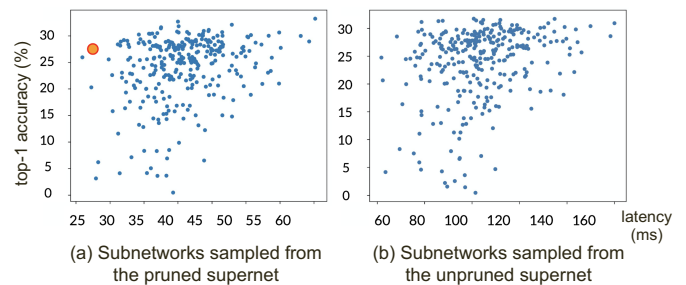 top-1 accuracy (%)
30
25
20
15
10
5
0
25 30 35 40 45 50 55 60
30
25
20
15
10
5
0
60 80 100 120 140 160
latency
(ms)
(a) Subnetworks sampled from
the pruned supernet
(b) Subnetworks sampled from
the unpruned supernet